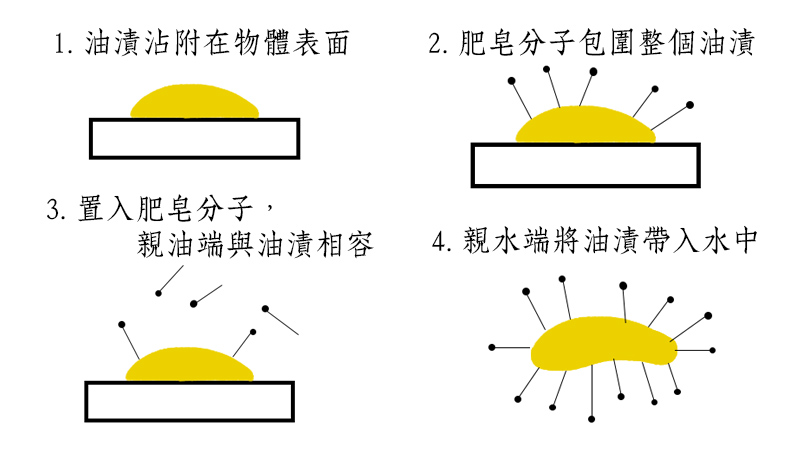 1. 油漬沾附在物體表面
2. 肥皂分子包圍整個油漬
3. 置入肥皂分子，
親油端與油漬相容
4. 親水端將油漬帶入水中